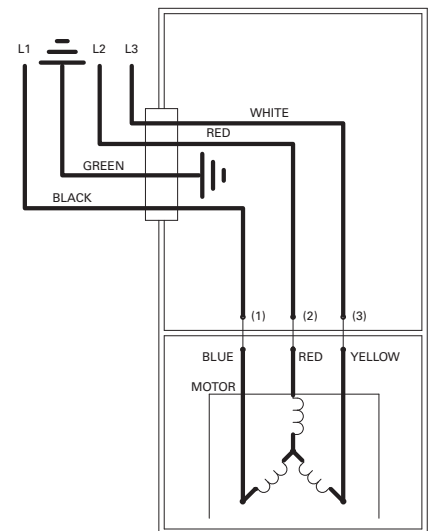 L1 L2 L3
WHITE
RED
GREEN
BLACK
(1) (2) (3)
BLUE RED YELLOW
MOTOR